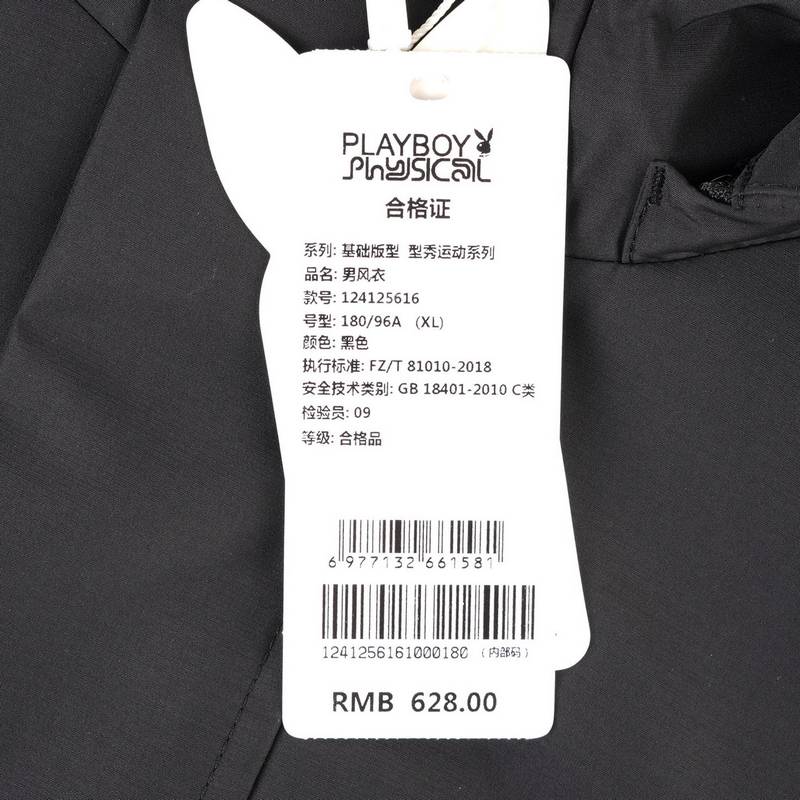 PLAYBOY
PhySICAL
合格证
系列: 基础版型 型秀运动系列
品名: 男风衣
款号: 124125616
号型: 180/96A (XL)
颜色: 黑色
执行标准: FZ/T 81010-2018
安全技术类别: GB 18401-2010 C类
检验员: 09
等级: 合格品
6 977132 661581
1241256161000180 (内部码)
RMB 628.00